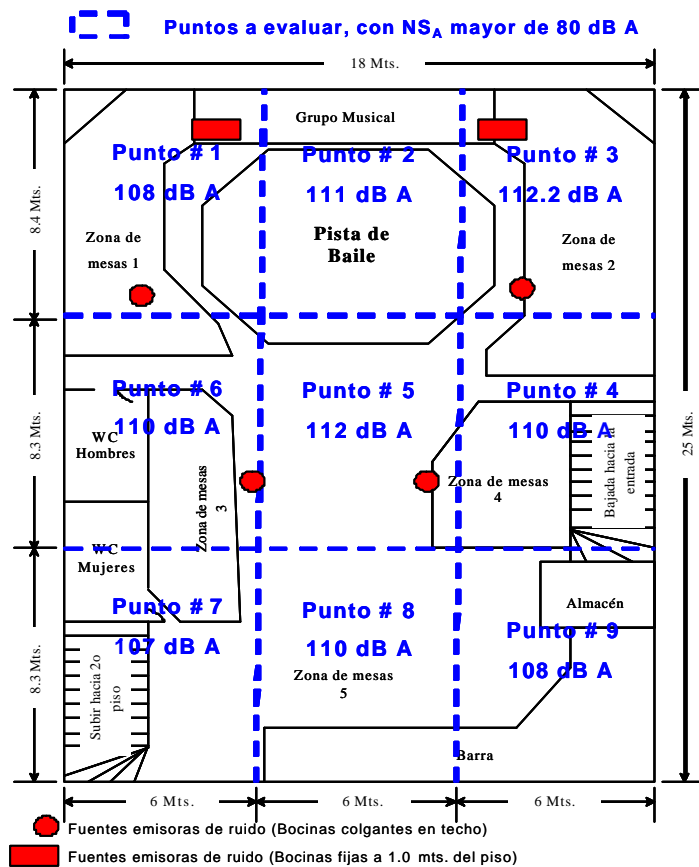 Puntos a evaluar, con NSA mayor de 80 dB A
18 Mts.
Grupo Musical
Punto # 1
108 dB A
Punto # 2
111 dB A
Punto # 3
112.2 dB A
8.4 Mts.
Zona de
mesas 1
Pista de
Baile
Zona de
mesas 2
Punto # 6
110 dB A
Punto # 5
112 dB A
Punto # 4
110 dB A
8.3 Mts.
WC
Hombres
Zona de mesas
3
Zona de mesas
4
Bajada hacia la
entrada
25 Mts.
WC
Mujeres
Almacén
Punto # 7
107 dB A
Punto # 8
110 dB A
Punto # 9
108 dB A
8.3 Mts.
Subir hacia 2o
piso
Zona de mesas
5
Barra
6 Mts.
6 Mts.
6 Mts.
Fuentes emisoras de ruido (Bocinas colgantes en techo)
Fuentes emisoras de ruido (Bocinas fijas a 1.0 mts. del piso)